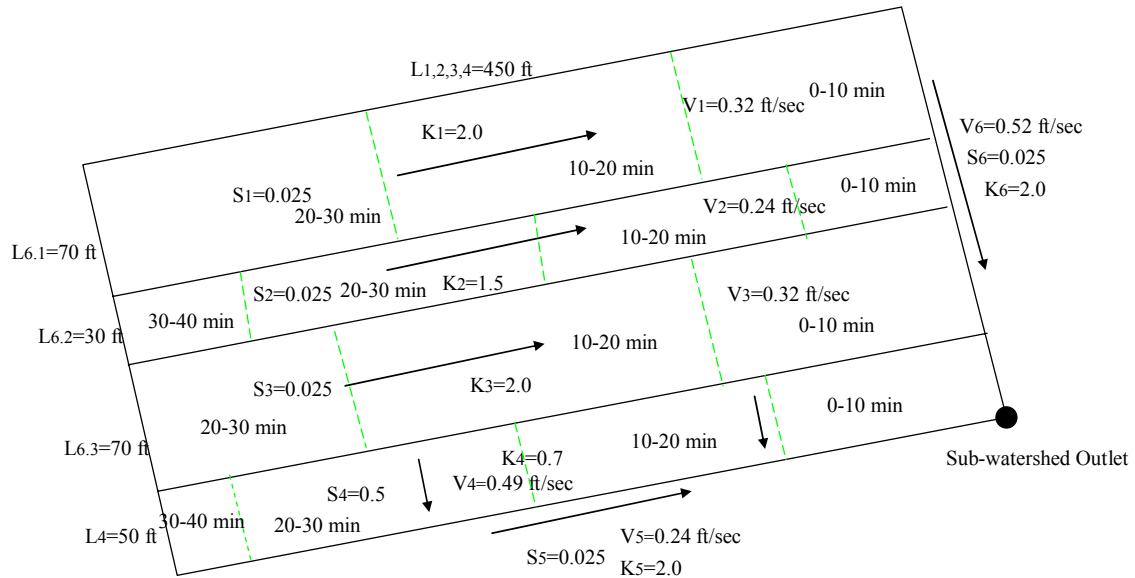 L1,2,3,4=450 ft
0-10 min
V1=0.32 ft/sec
K1=2.0
V6=0.52 ft/sec
S6=0.025
K6=2.0
10-20 min
S1=0.025
20-30 min
0-10 min
V2=0.24 ft/sec
10-20 min
L6.1=70 ft
S2=0.025
20-30 min
K2=1.5
V3=0.32 ft/sec
30-40 min
0-10 min
L6.2=30 ft
10-20 min
S3=0.025
K3=2.0
20-30 min
0-10 min
L6.3=70 ft
10-20 min
K4=0.7
Sub-watershed Outlet
V4=0.49 ft/sec
S4=0.5
30-40 min
20-30 min
L4=50 ft
V5=0.24 ft/sec
S5=0.025
K5=2.0